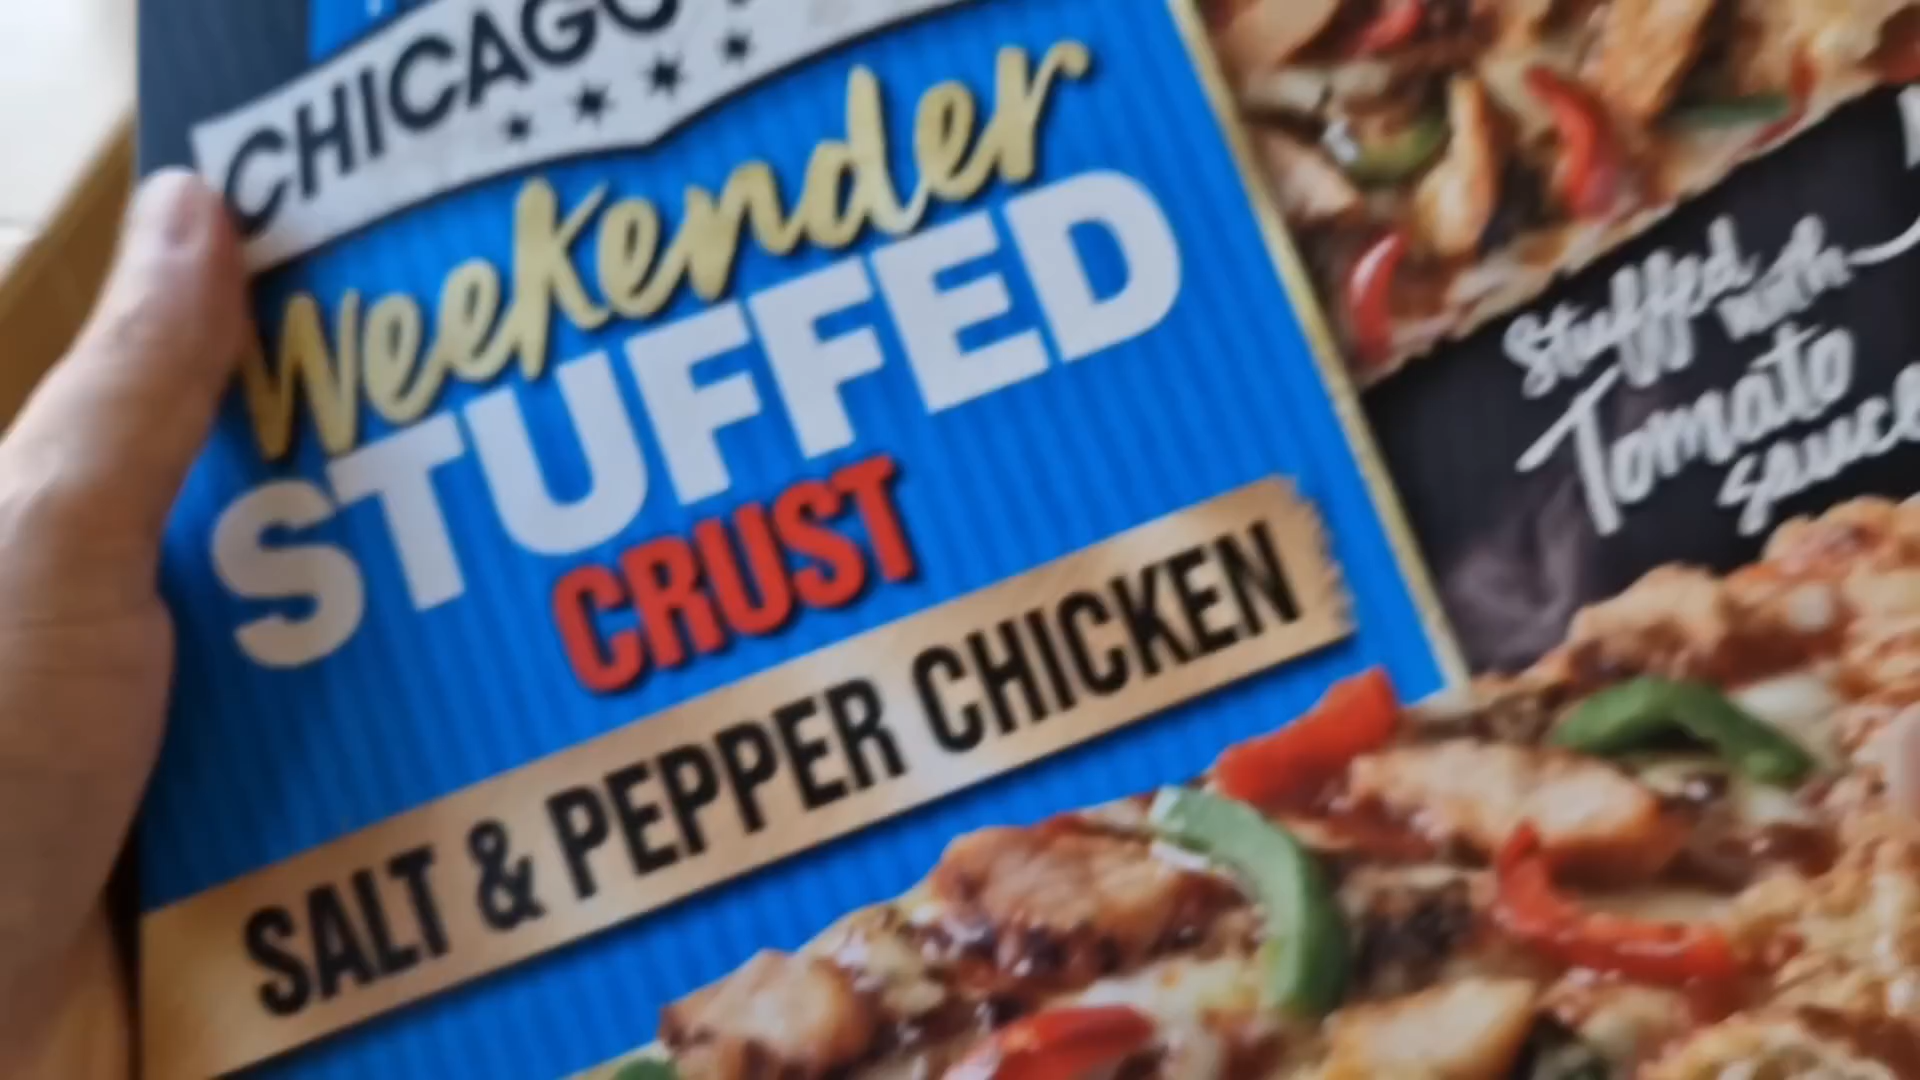 CHICAGO
Weekender
STUFFED
CRUST
SALT & PEPPER CHICKEN
Stuffed
with
Tomato
Sauce